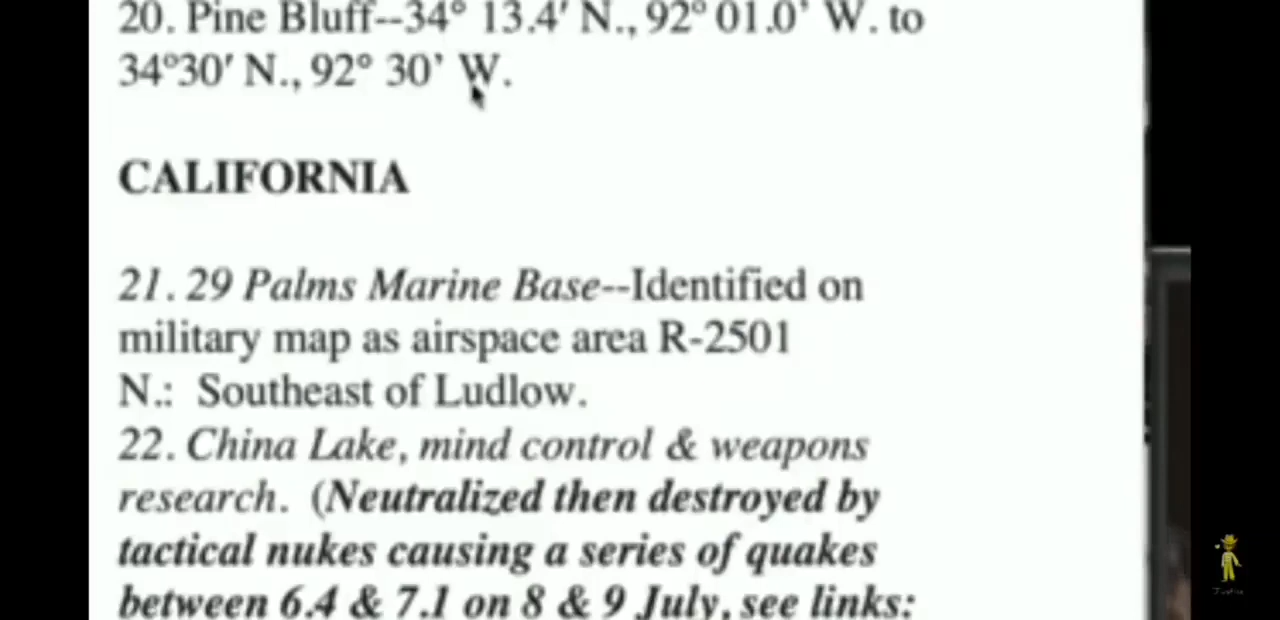 20. Pine Bluff--34° 13.4' N., 92° 01.0' W. to
34°30' N., 92° 30' W.
CALIFORNIA
21. 29 Palms Marine Base--Identified on
military map as airspace area R-2501
N.: Southeast of Ludlow.
22. China Lake, mind control & weapons
research. (Neutralized then destroyed by
tactical nukes causing a series of quakes
between 6.4 & 7.1 on 8 & 9 July, see links: